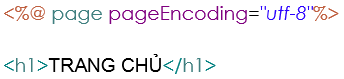 <%@ page pageEncoding="utf-8"%>
<h1>TRANG CHỦ</h1>